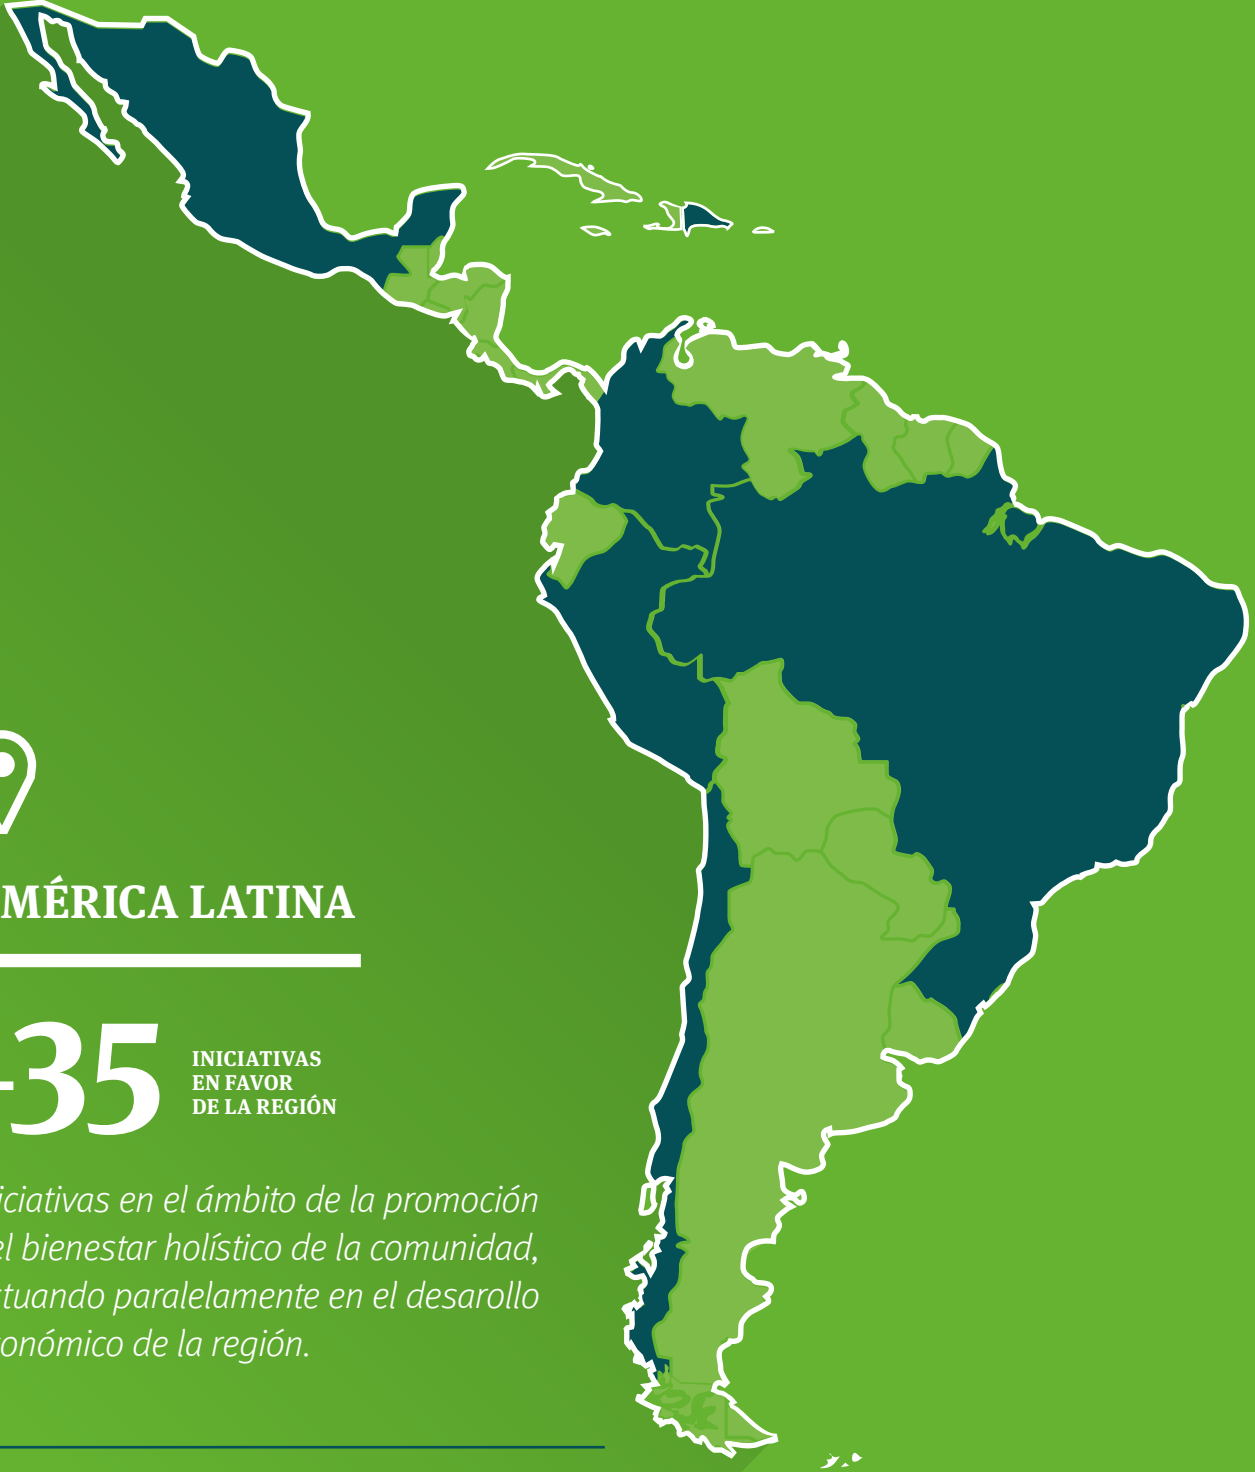 MÉRICA LATINA
-35
INICIATIVAS
EN FAVOR
DE LA REGIÓN
iciativas en el ámbito de la promoción
el bienestar holístico de la comunidad,
ctuando paralelamente en el desarollo
onómico de la región.